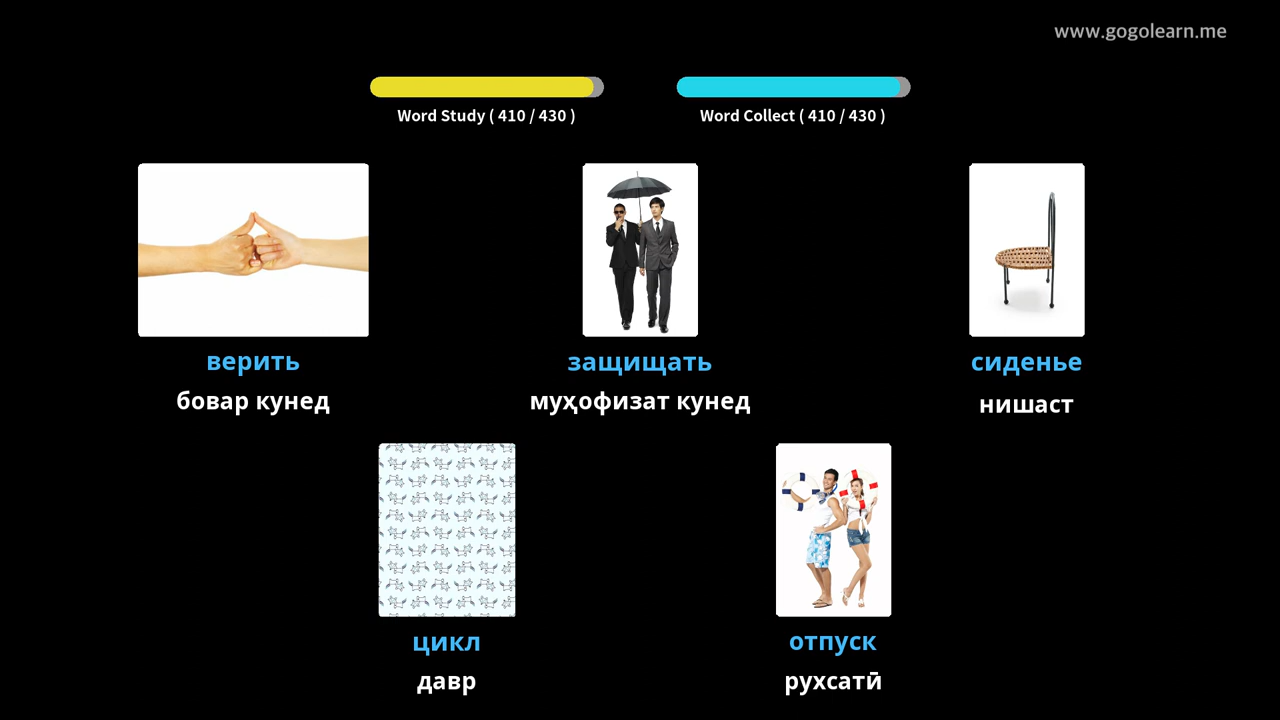 www.gogolearn.me
Word Study ( 410 / 430 )
Word Collect ( 410 / 430 )
верить
бовар кунед
защищать
муҳофизат кунед
сиденье
нишаст
цикл
давр
отпуск
рухсатӣ